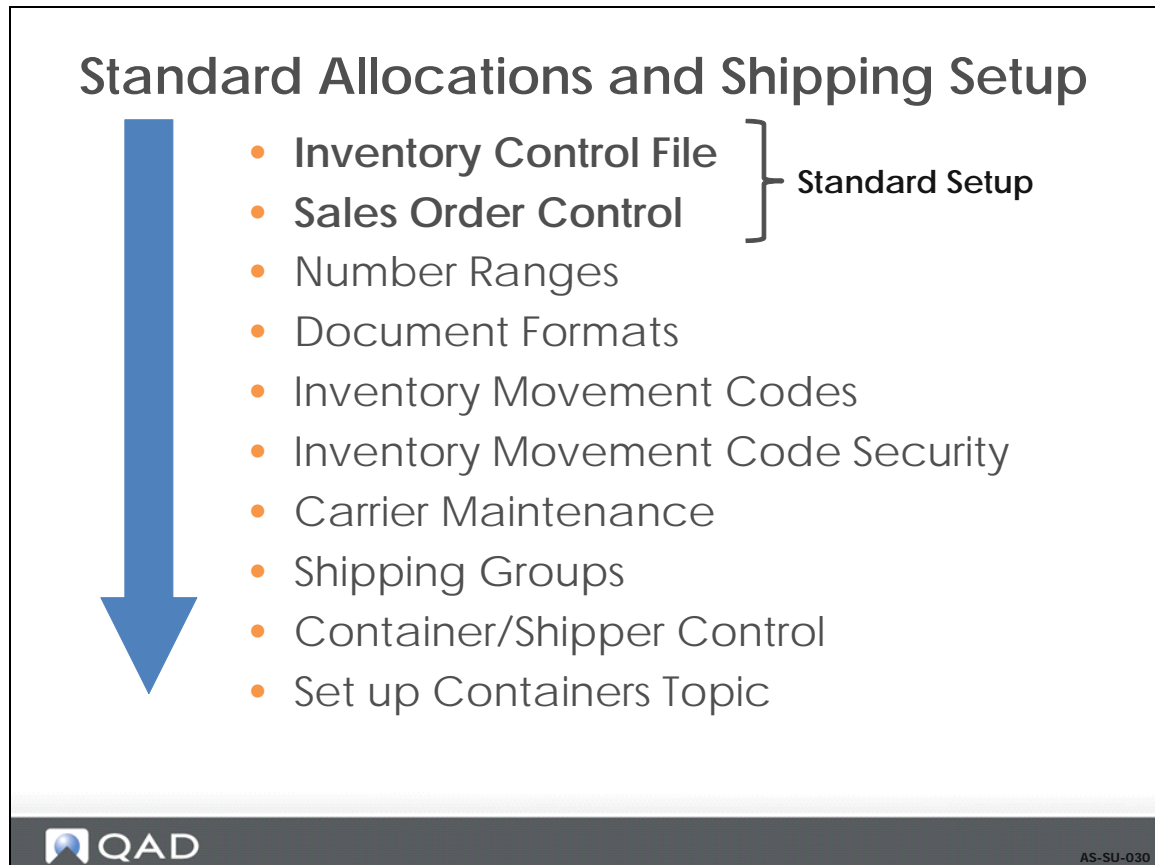 Standard Allocations and Shipping Setup
• Inventory Control File
• Sales Order Control
Standard Setup
• Number Ranges
• Document Formats
• Inventory Movement Codes
• Inventory Movement Code Security
• Carrier Maintenance
• Shipping Groups
• Container/Shipper Control
• Set up Containers Topic
QAD
AS-SU-030